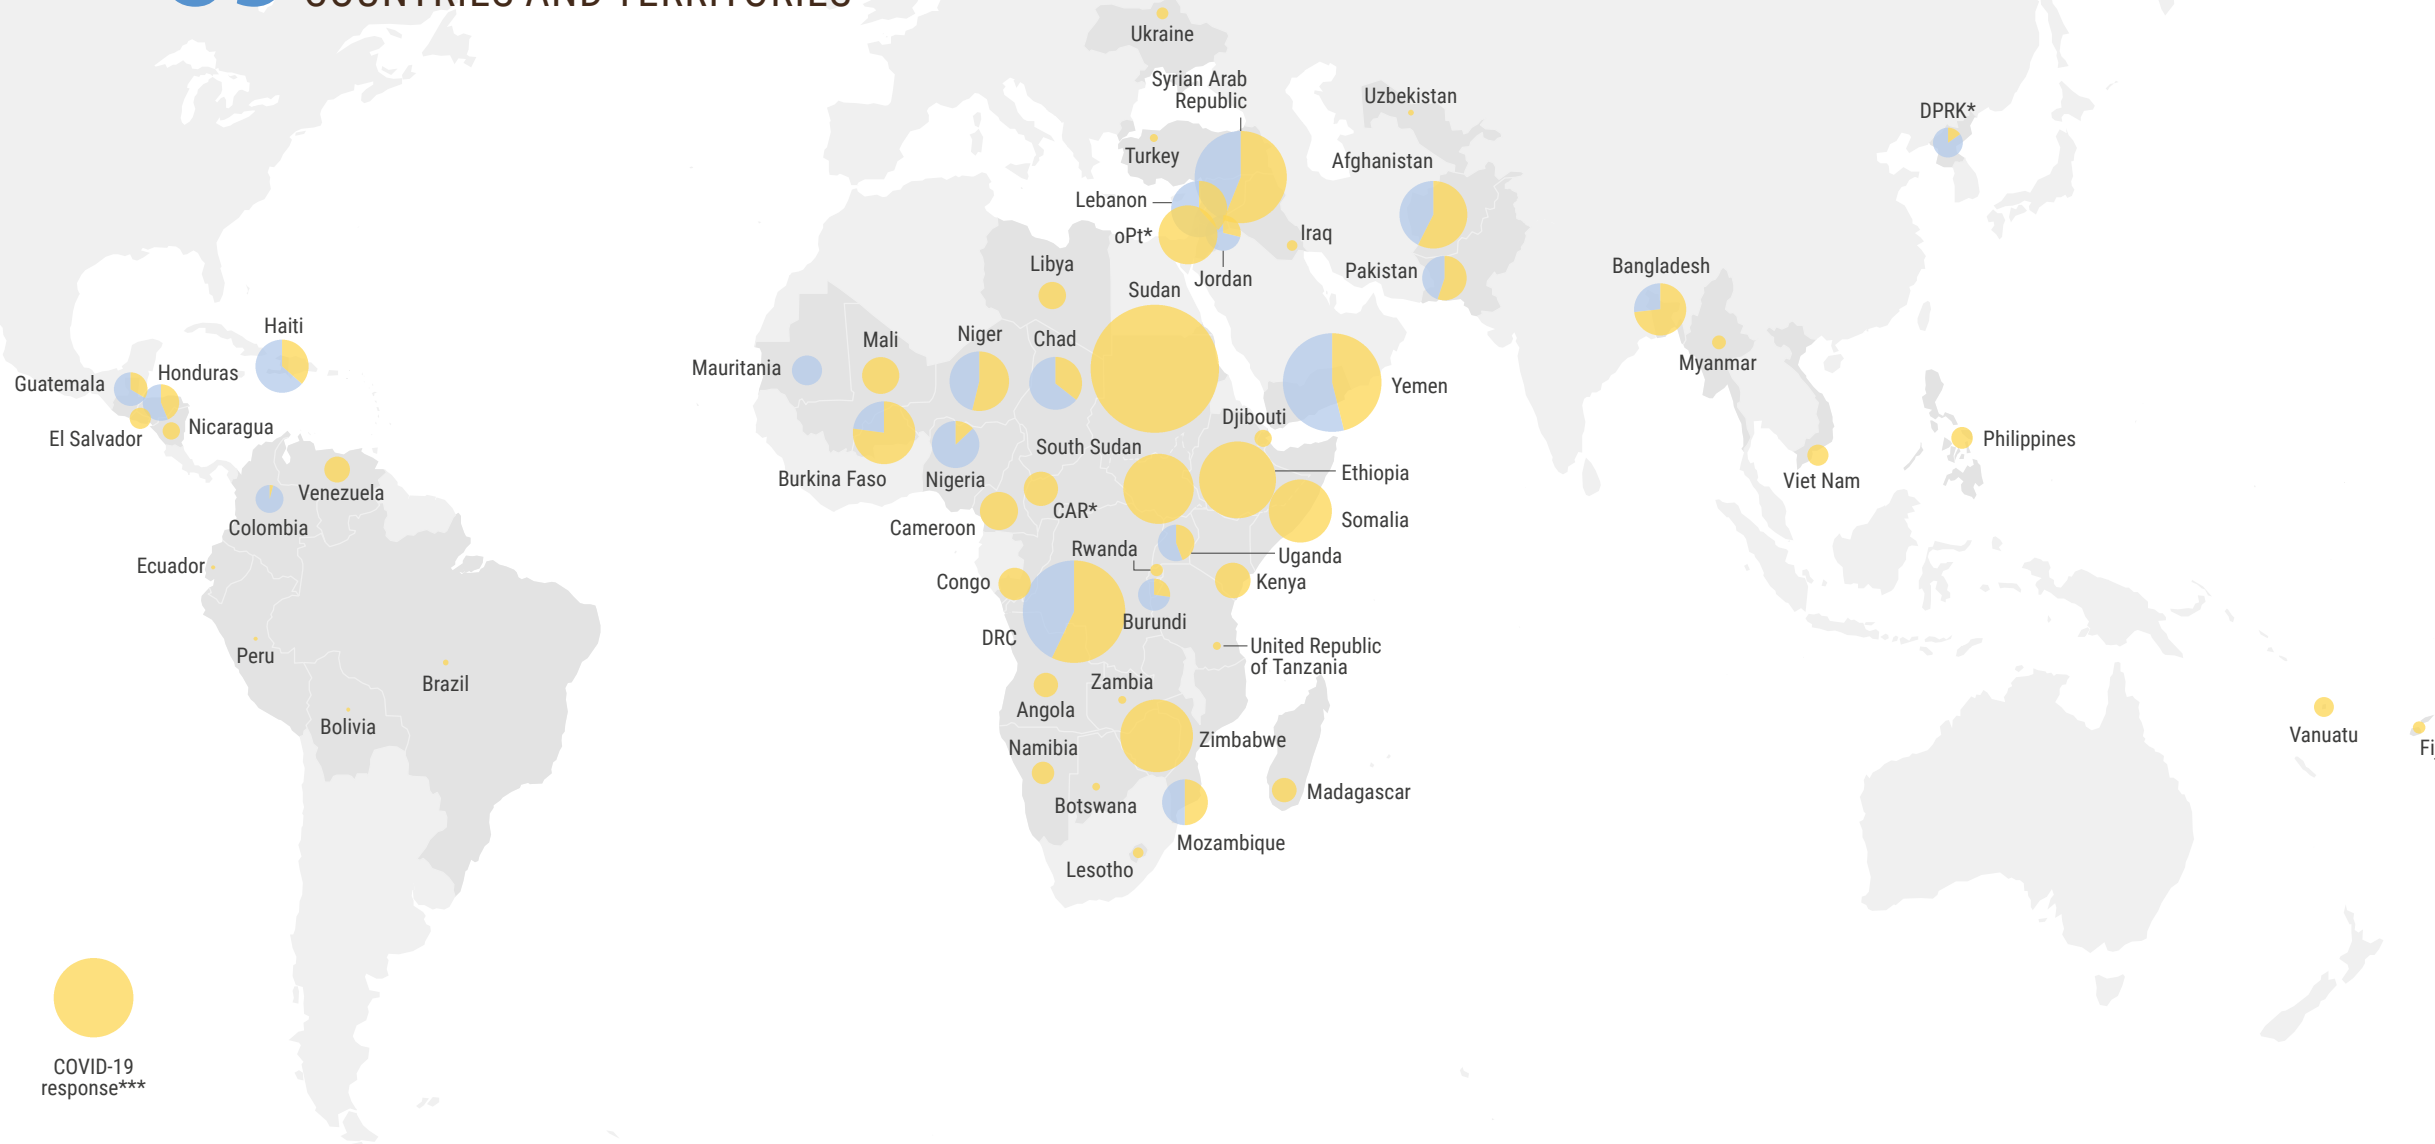 COUNTRIES AND TERRITORIES
Ukraine
Syrian Arab
Republic
Uzbekistan
DPRK*
Turkey
Afghanistan
Lebanon
oPt*
Iraq
Libya
Jordan
Pakistan
Bangladesh
Sudan
Haiti
Mali
Niger
Chad
Mauritania
Honduras
Guatemala
Yemen
Myanmar
Nicaragua
El Salvador
Djibouti
Philippines
South Sudan
Burkina Faso
Nigeria
Ethiopia
Viet Nam
Venezuela
CAR*
Somalia
Colombia
Cameroon
Rwanda
Uganda
Ecuador
Congo
Kenya
Burundi
DRC
United Republic
of Tanzania
Peru
Brazil
Zambia
Angola
Bolivia
Zimbabwe
Vanuatu
Namibia
Botswana
Madagascar
Mozambique
Lesotho
COVID-19
response***